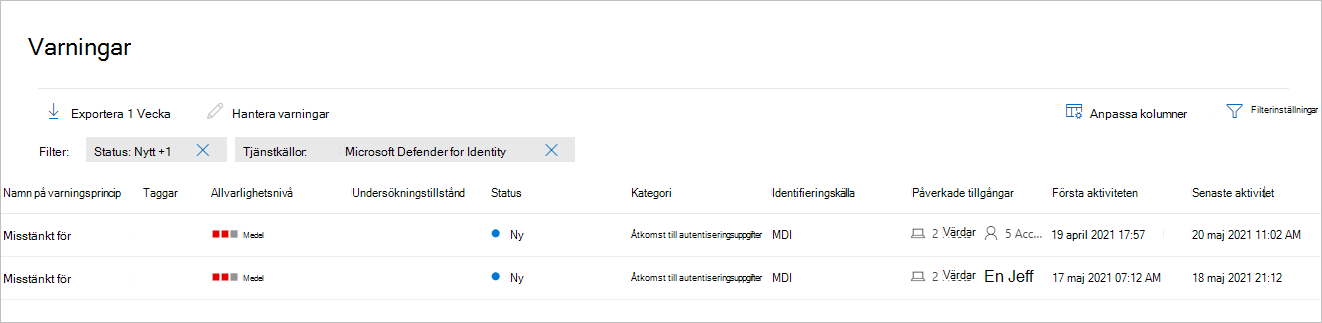 Varningar
Exportera 1 Vecka Hantera varningar Anpassa kolumner Filterinställningar
Filter: Status: Nytt +1 Tjänstkällor: Microsoft Defender for Identity
Namn på varningsprincip Taggar Allvarlighetsnivå Undersökningstillstånd Status Kategori Identifieringskälla Påverkade tillgångar Första aktiviteten Senaste aktivitet
Misstänkt för Medel Ny Åtkomst till autentiseringsuppgifter MDI 2 Värdar 5 Acc... 19 april 2021 17:57 20 maj 2021 11:02 AM
Misstänkt för Medel Ny Åtkomst till autentiseringsuppgifter MDI 2 Värdar En Jeff 17 maj 2021 07:12 AM 18 maj 2021 21:12